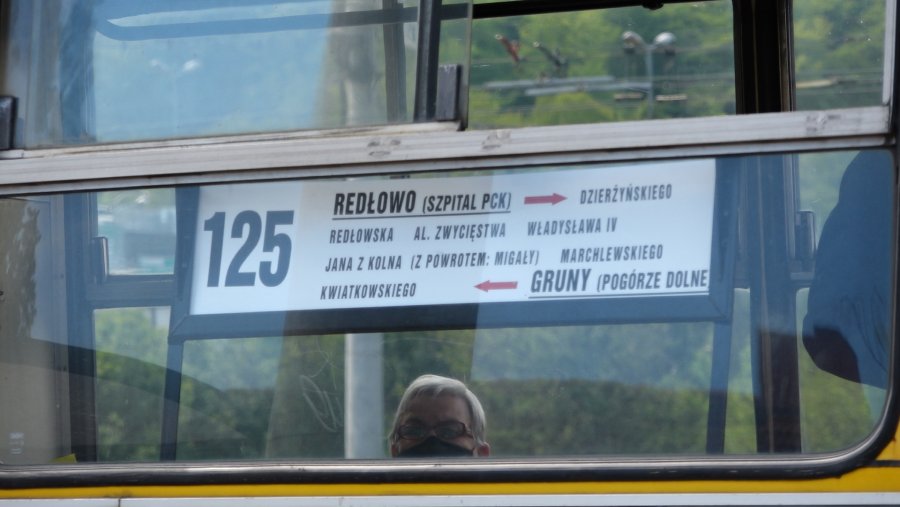 125
REDŁOWO (SZPITAL PCK) → DZIERŻYŃSKIEGO
REDŁOWSKA AL. ZWYCIĘSTWA WŁADYSŁAWA IV
JANA Z KOLNA (Z POWROTEM: MIGAŁY) MARCHLEWSKIEGO
KWIATKOWSKIEGO ← GRUNY (POGÓRZE DOLNE